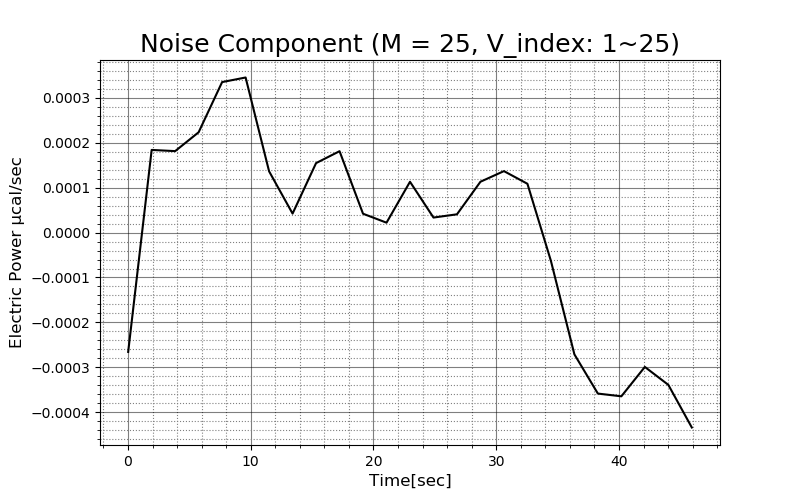 Noise Component (M = 25, V_index: 1~25)
0.0003
0.0002
0.0001
0.0000
−0.0001
−0.0002
−0.0003
−0.0004
Electric Power μcal/sec
0 10 20 30 40
Time[sec]